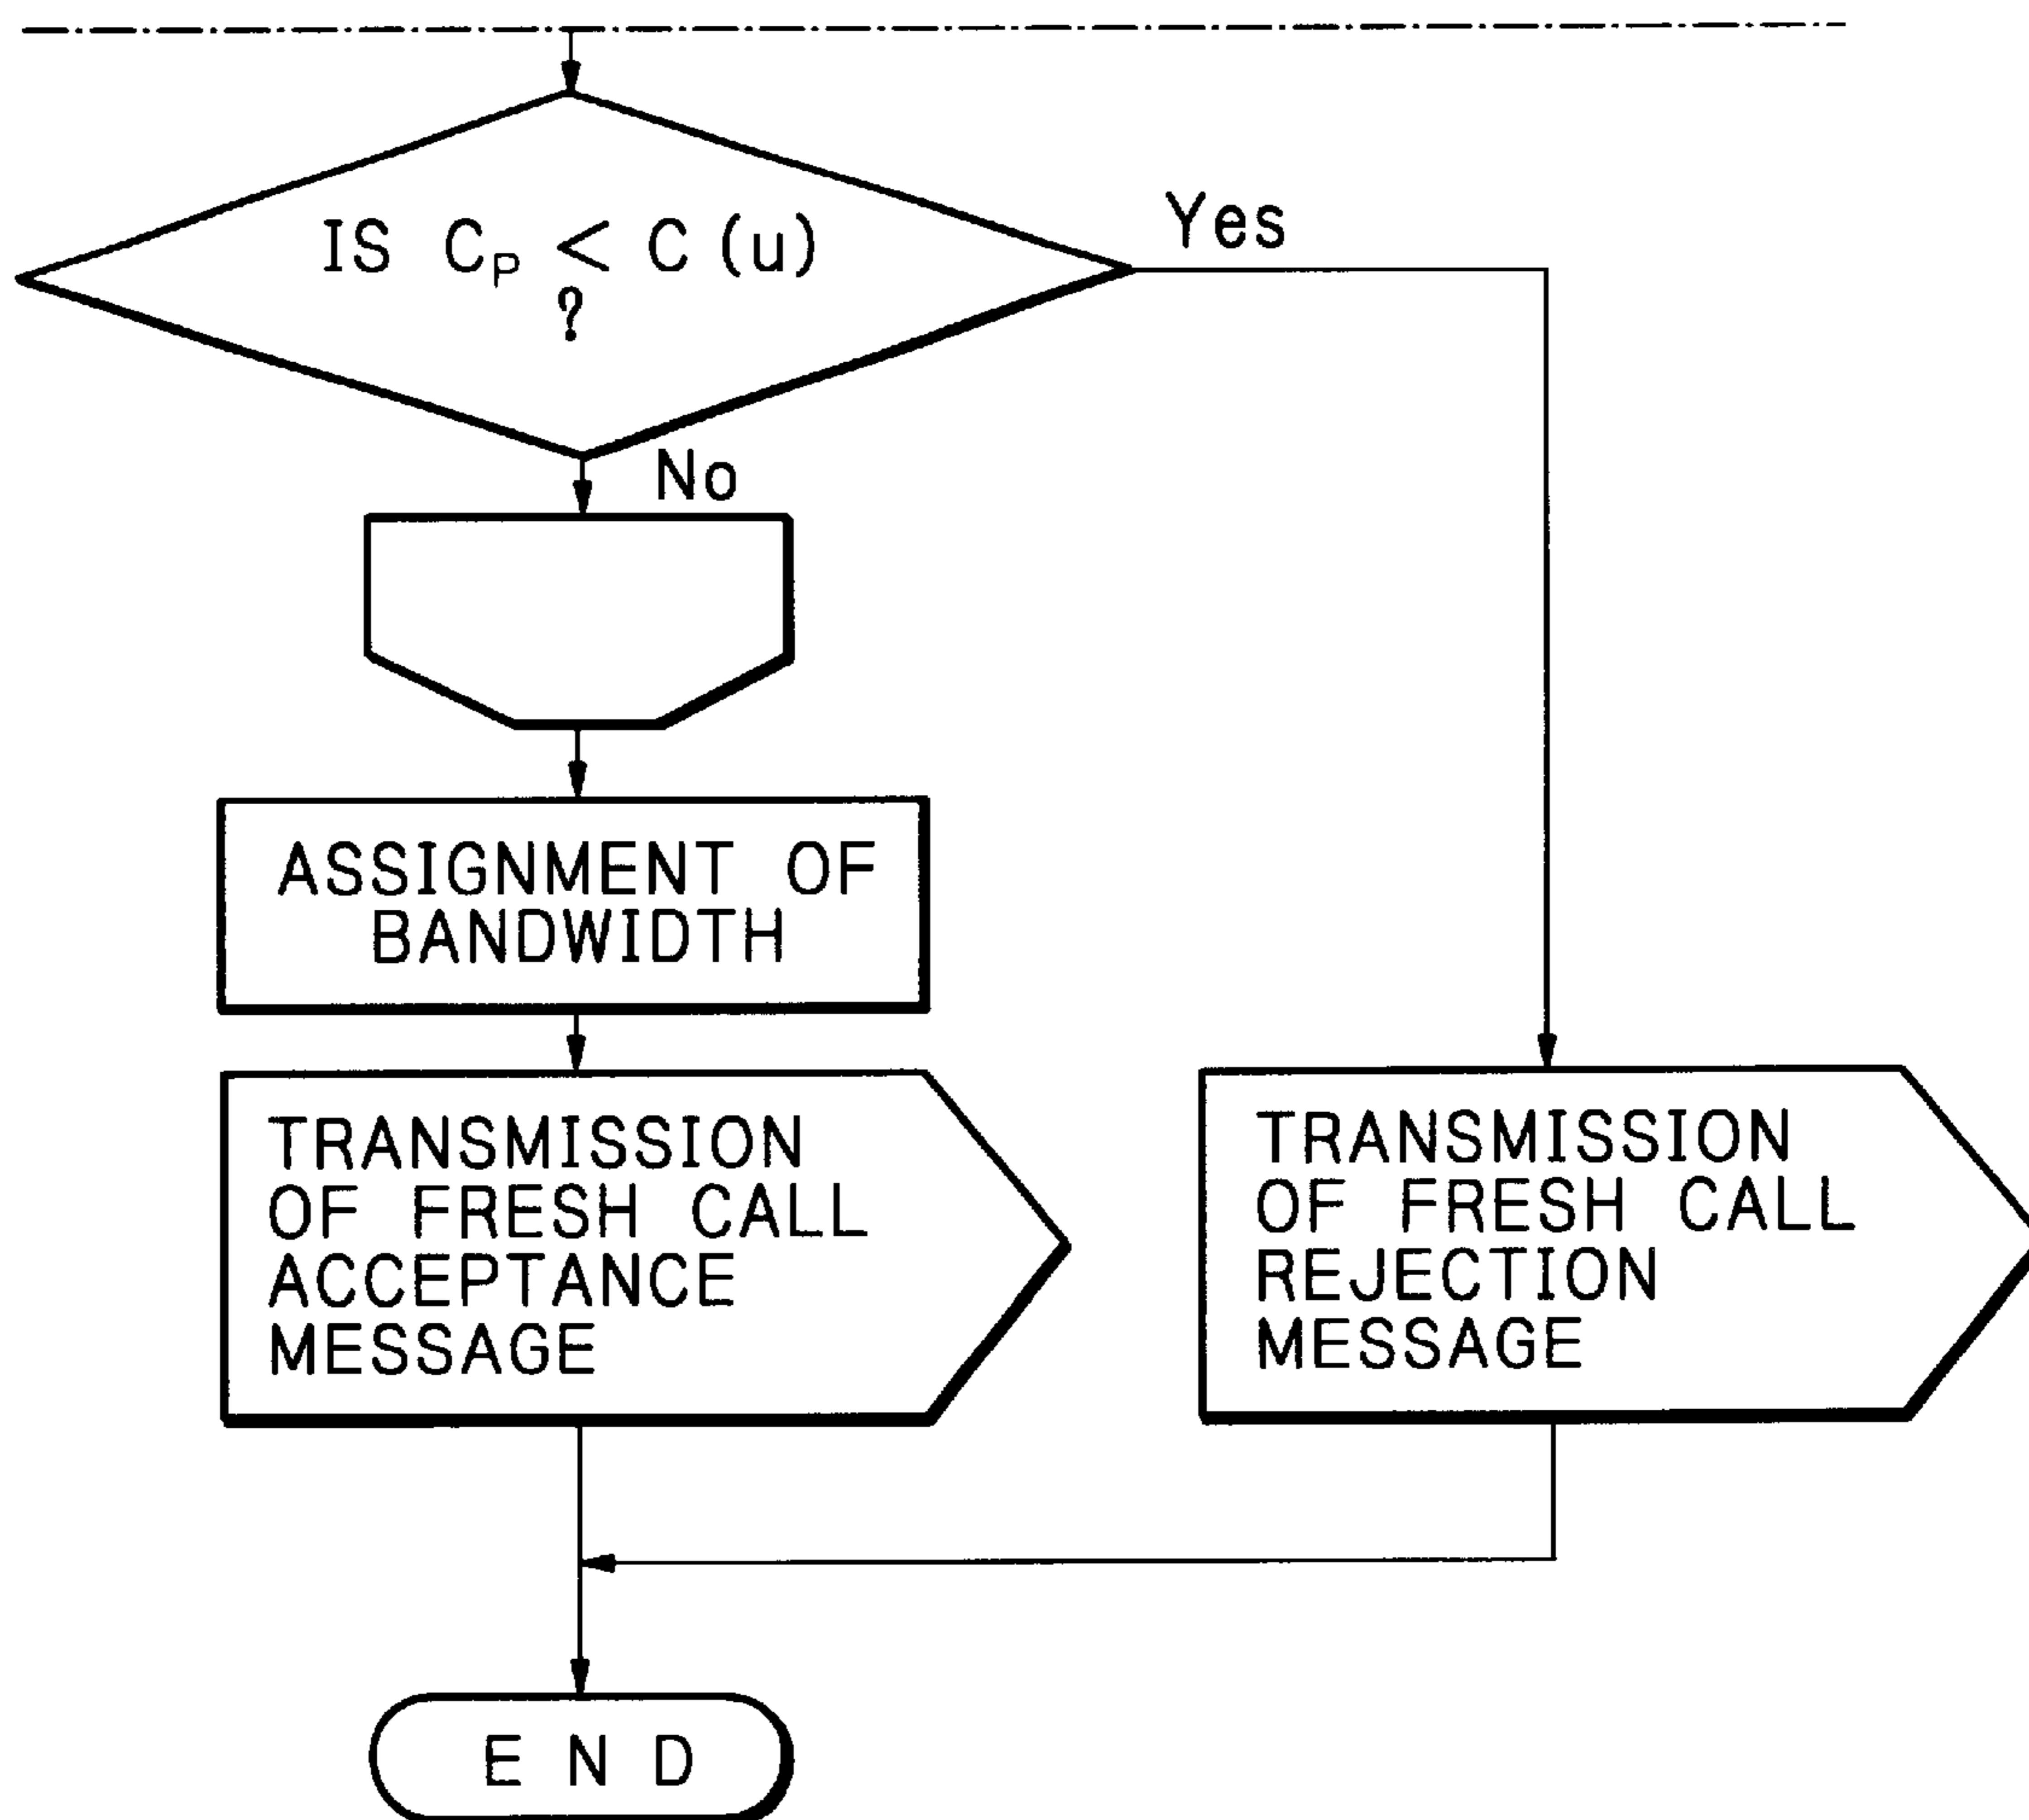 IS C_P < C (u)
?
Yes
No
ASSIGNMENT OF
BANDWIDTH
TRANSMISSION
OF FRESH CALL
ACCEPTANCE
MESSAGE
TRANSMISSION
OF FRESH CALL
REJECTION
MESSAGE
E N D